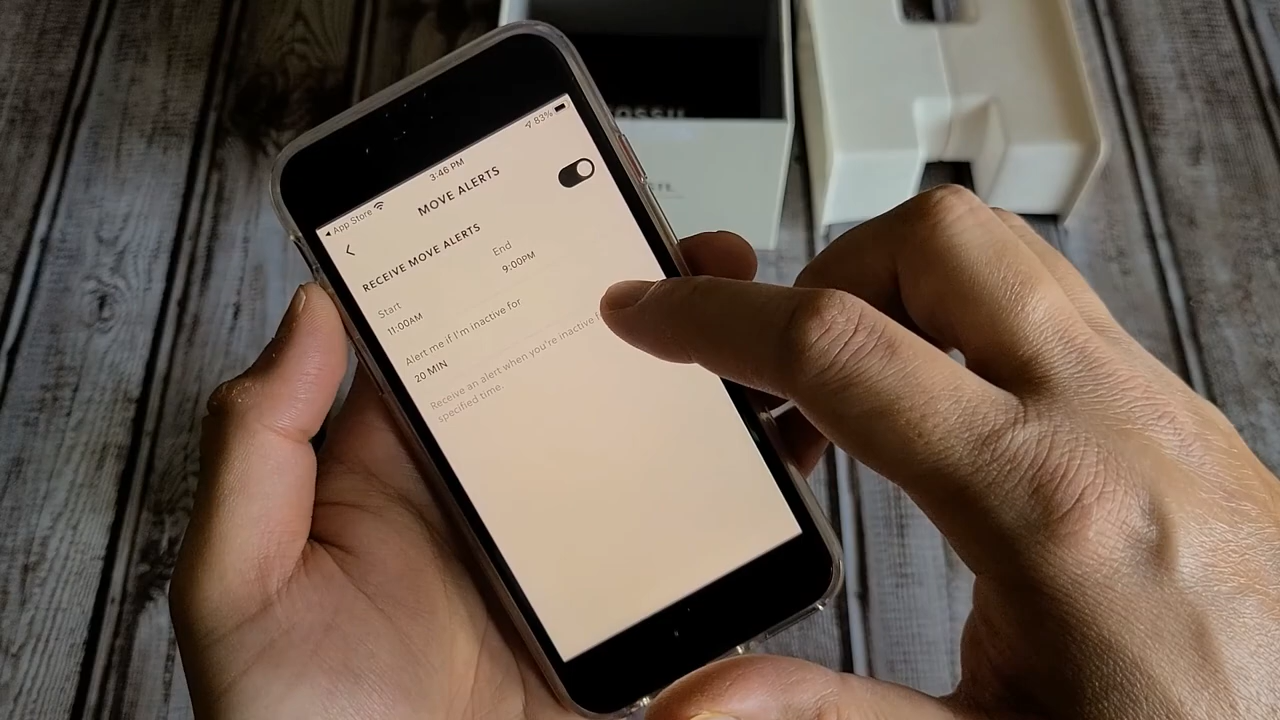 App Store
3:46 PM
83%
MOVE ALERTS
RECEIVE MOVE ALERTS
Start
End
11:00AM
9:00PM
Alert me if I'm inactive for
20 MIN
Receive an alert when you're inactive
specified time.